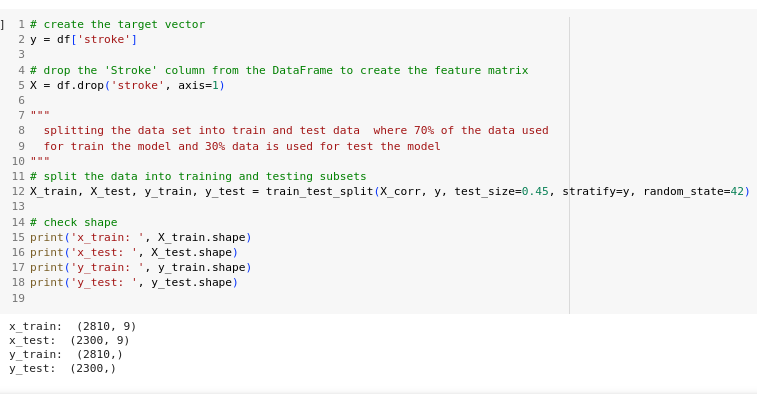 ] 1 # create the target vector
2 y = df['stroke']
3
4 # drop the 'Stroke' column from the DataFrame to create the feature matrix
5 X = df.drop('stroke', axis=1)
6
7 """
8   splitting the data set into train and test data  where 70% of the data used
9   for train the model and 30% data is used for test the model
10 """
11 # split the data into training and testing subsets
12 X_train, X_test, y_train, y_test = train_test_split(X_corr, y, test_size=0.45, stratify=y, random_state=42)
13
14 # check shape
15 print('x_train: ', X_train.shape)
16 print('x_test: ', X_test.shape)
17 print('y_train: ', y_train.shape)
18 print('y_test: ', y_test.shape)
19
x_train:  (2810, 9)
x_test:  (2300, 9)
y_train:  (2810,)
y_test:  (2300,)